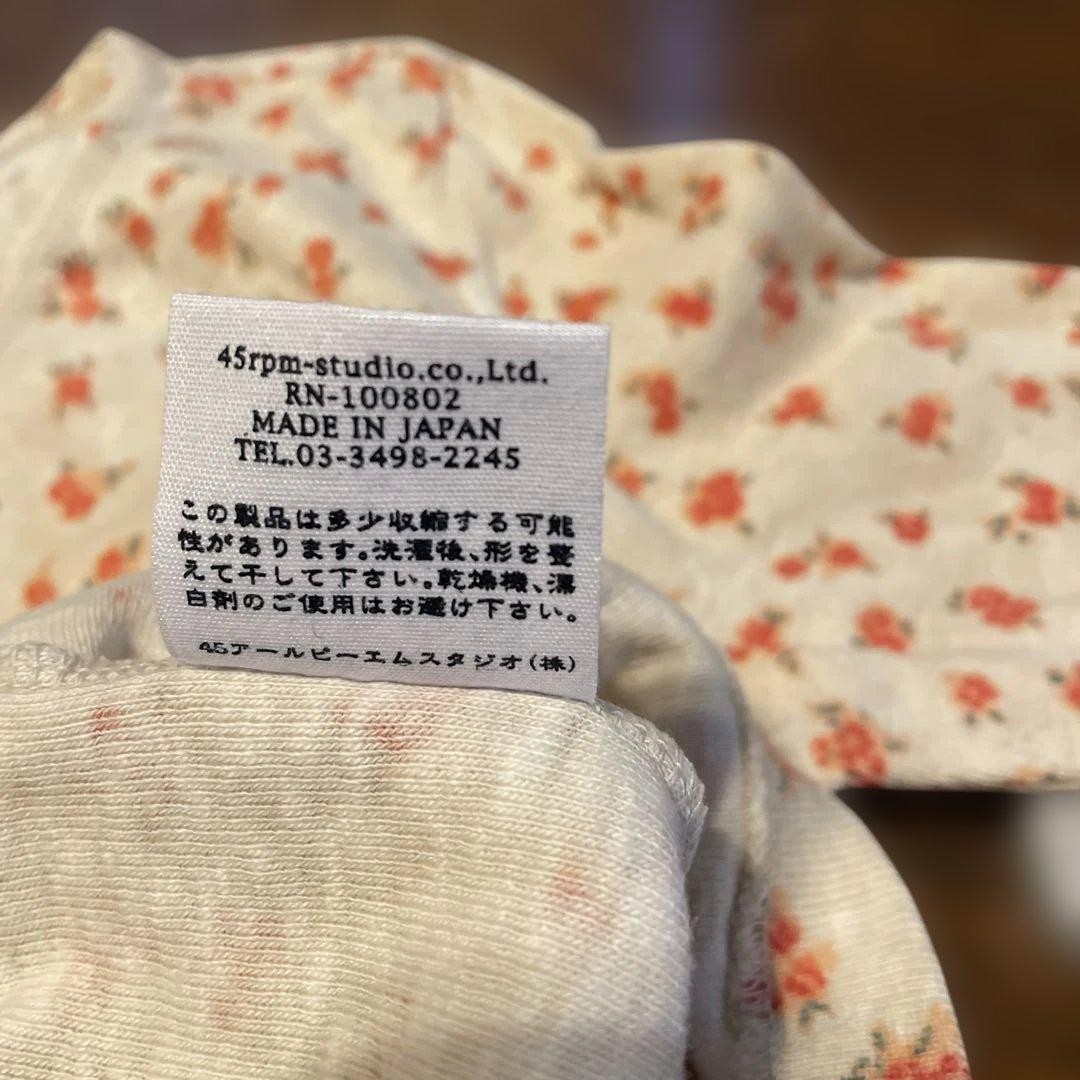 45rpm-studio.co.,Ltd.
RN-100802
MADE IN JAPAN
TEL.03-3498-2245
この製品は多少収縮する可能
性があります。洗濯後、形を整
えて干して下さい。乾燥機、漂
白剤のご使用はお避け下さい。
45アールピーエムスタジオ(株)